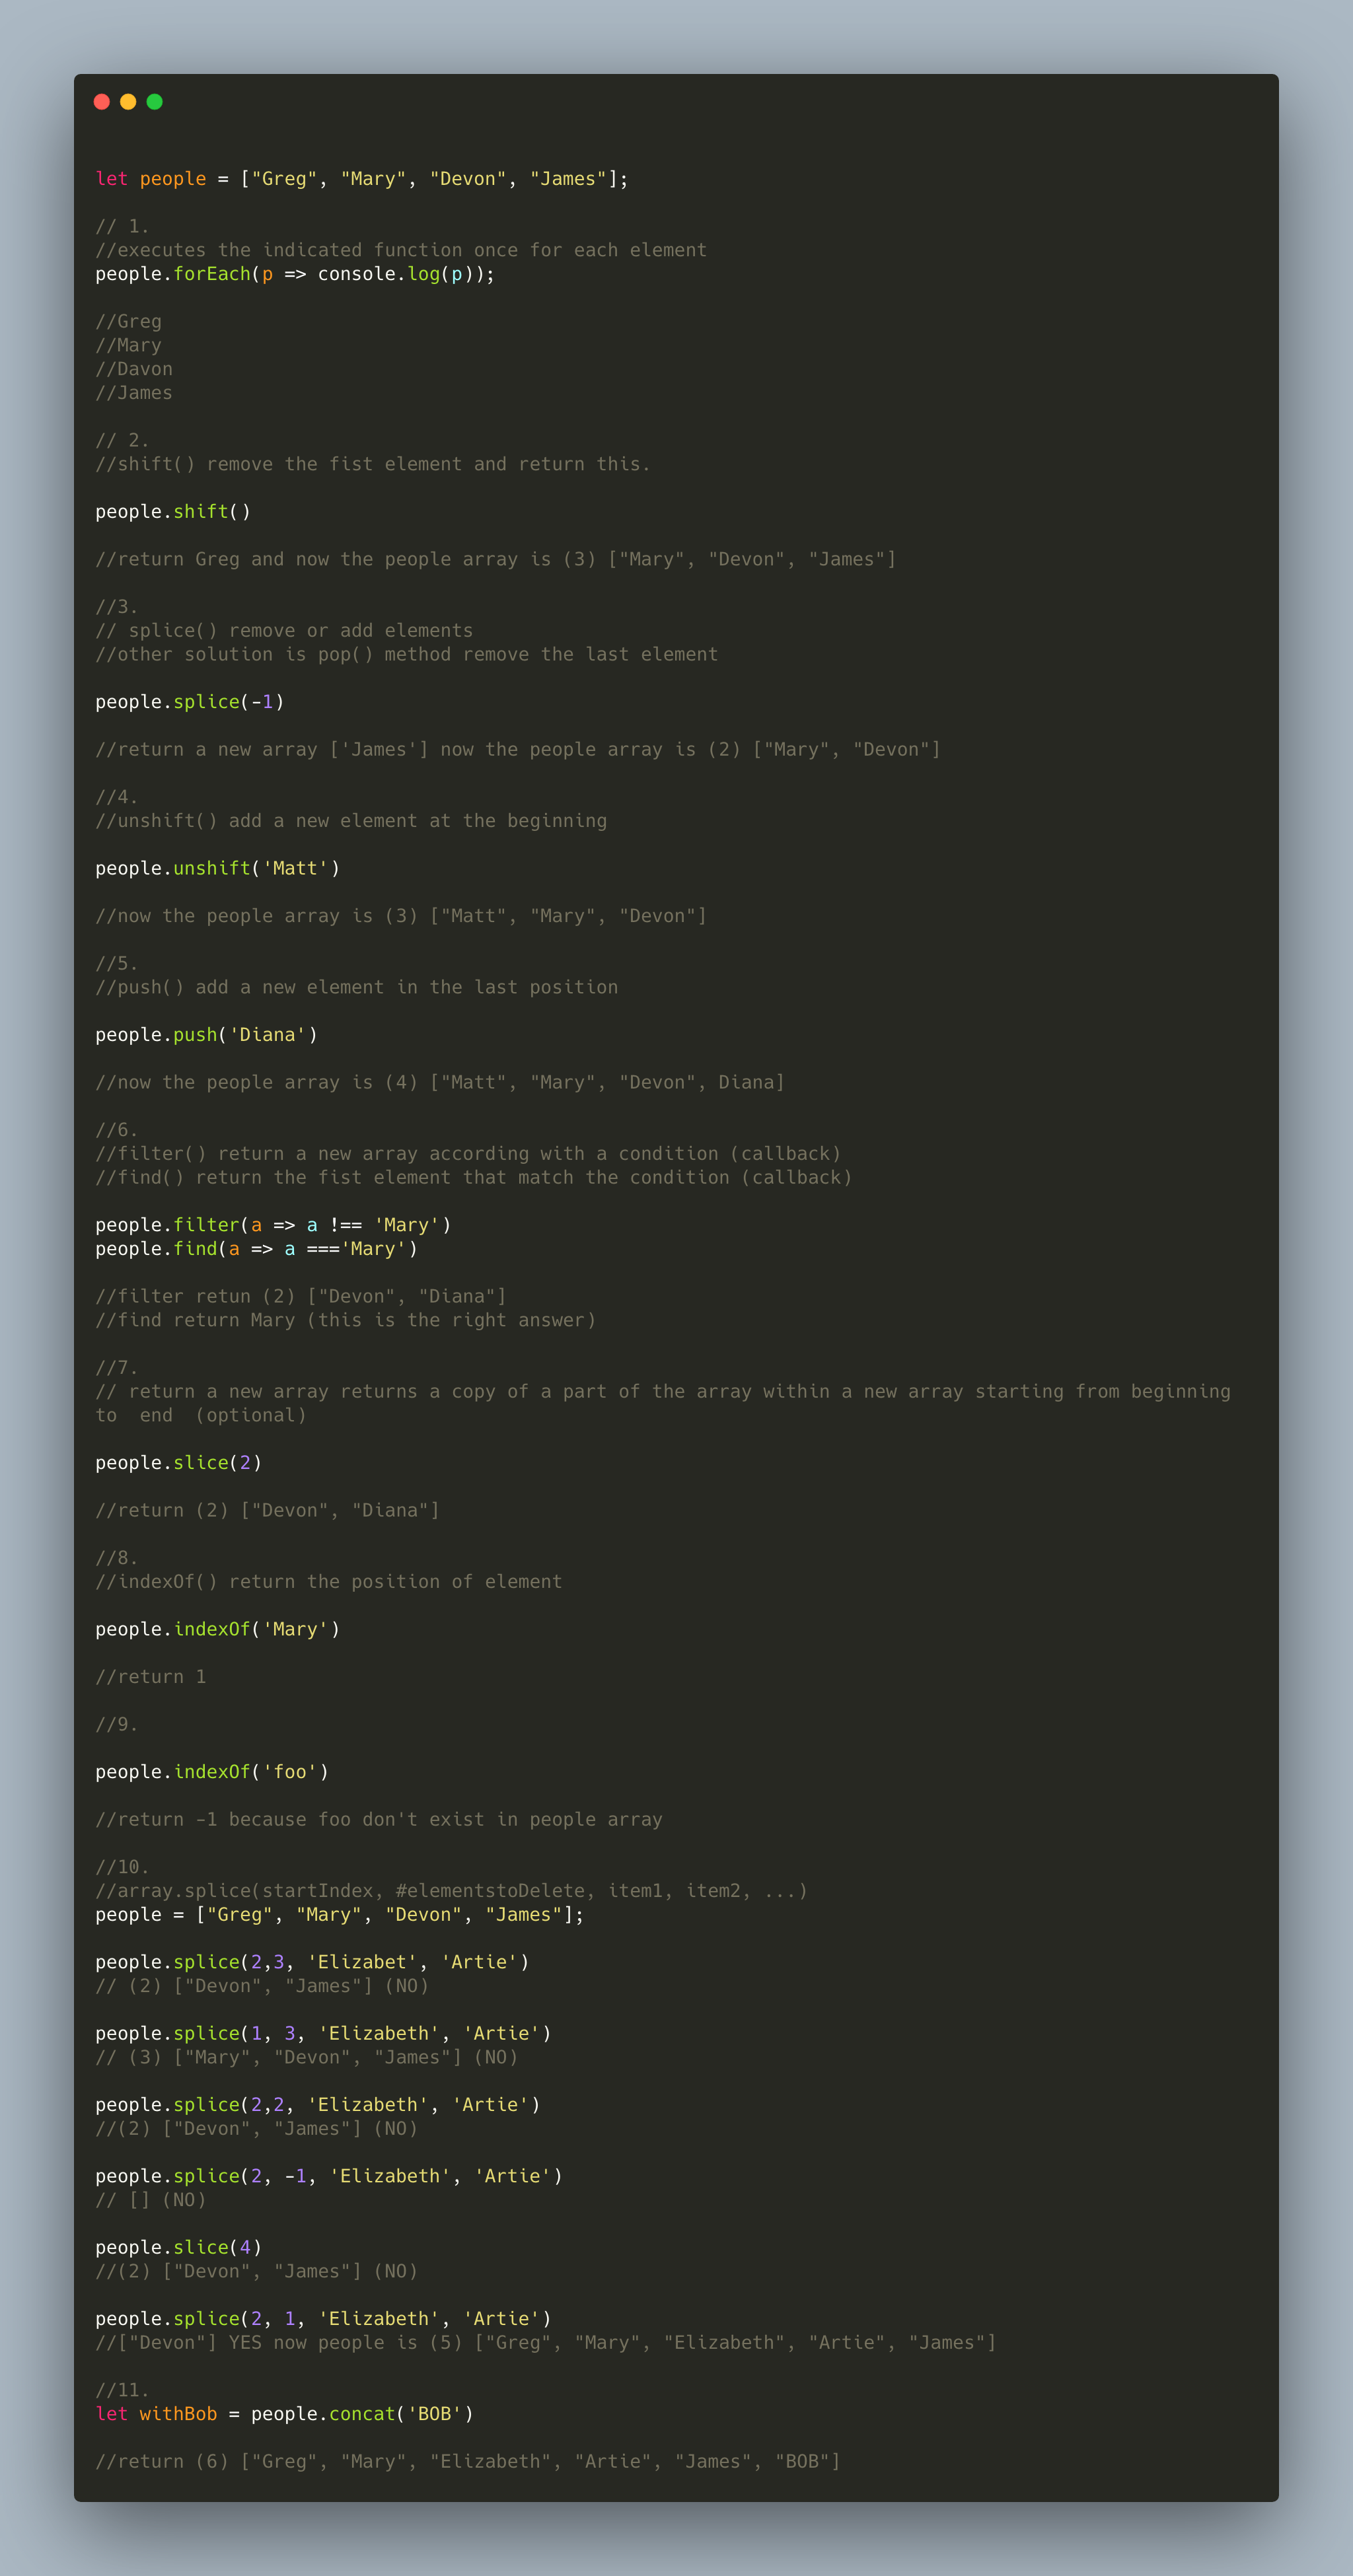 let people = ["Greg", "Mary", "Devon", "James"];
// 1.
//executes the indicated function once for each element
people.forEach(p => console.log(p));
//Greg
//Mary
//Davon
//James
// 2.
//shift() remove the fist element and return this.
people.shift()
//return Greg and now the people array is (3) ["Mary", "Devon", "James"]
//3.
// splice() remove or add elements
//other solution is pop() method remove the last element
people.splice(-1)
//return a new array ['James'] now the people array is (2) ["Mary", "Devon"]
//4.
//unshift() add a new element at the beginning
people.unshift('Matt')
//now the people array is (3) ["Matt", "Mary", "Devon"]
//5.
//push() add a new element in the last position
people.push('Diana')
//now the people array is (4) ["Matt", "Mary", "Devon", Diana]
//6.
//filter() return a new array according with a condition (callback)
//find() return the fist element that match the condition (callback)
people.filter(a => a !== 'Mary')
people.find(a => a ==='Mary')
//filter retun (2) ["Devon", "Diana"]
//find return Mary (this is the right answer)
//7.
// return a new array returns a copy of a part of the array within a new array starting from beginning
to  end  (optional)
people.slice(2)
//return (2) ["Devon", "Diana"]
//8.
//indexOf() return the position of element
people.indexOf('Mary')
//return 1
//9.
people.indexOf('foo')
//return -1 because foo don't exist in people array
//10.
//array.splice(startIndex, #elementstoDelete, item1, item2, ...)
people = ["Greg", "Mary", "Devon", "James"];
people.splice(2,3, 'Elizabet', 'Artie')
// (2) ["Devon", "James"] (NO)
people.splice(1, 3, 'Elizabeth', 'Artie')
// (3) ["Mary", "Devon", "James"] (NO)
people.splice(2,2, 'Elizabeth', 'Artie')
//(2) ["Devon", "James"] (NO)
people.splice(2, -1, 'Elizabeth', 'Artie')
// [] (NO)
people.slice(4)
//(2) ["Devon", "James"] (NO)
people.splice(2, 1, 'Elizabeth', 'Artie')
//["Devon"] YES now people is (5) ["Greg", "Mary", "Elizabeth", "Artie", "James"]
//11.
let withBob = people.concat('BOB')
//return (6) ["Greg", "Mary", "Elizabeth", "Artie", "James", "BOB"]